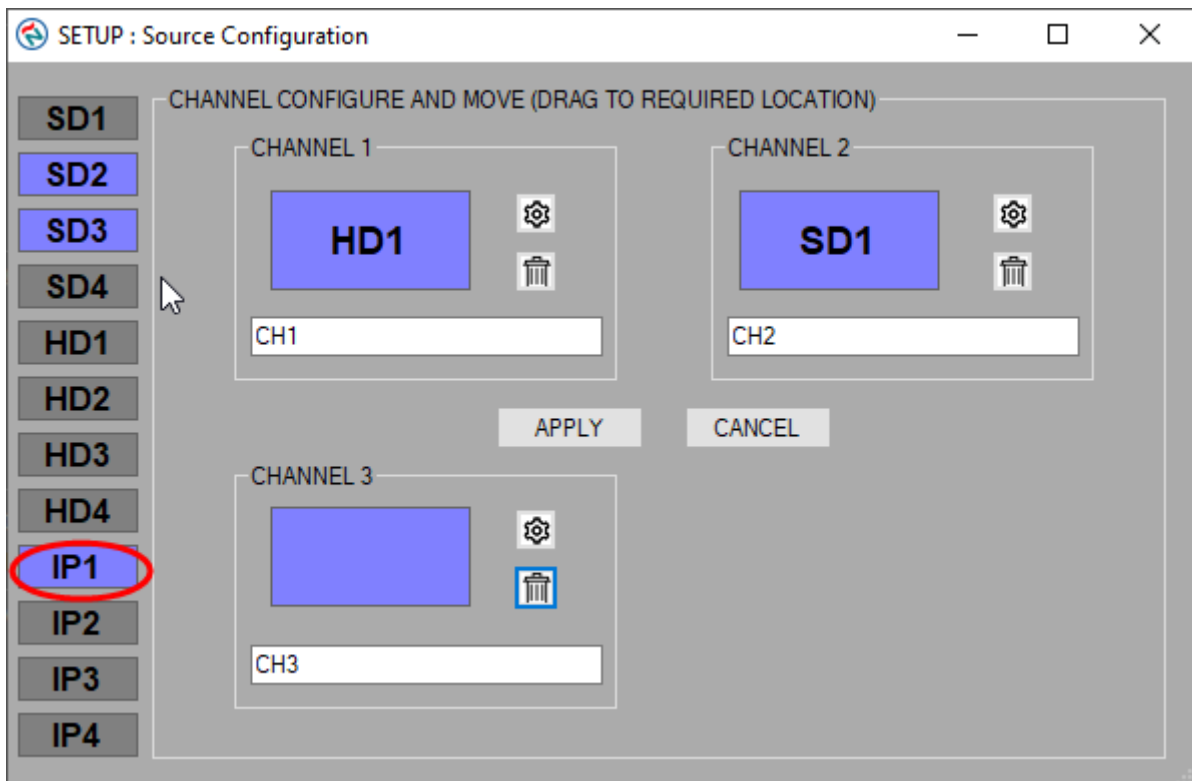 SETUP : Source Configuration
SD1
SD2
SD3
SD4
HD1
HD2
HD3
HD4
IP1
IP2
IP3
IP4
CHANNEL CONFIGURE AND MOVE (DRAG TO REQUIRED LOCATION)
CHANNEL 1
HD1
CH1
CHANNEL 2
SD1
CH2
APPLY CANCEL
CHANNEL 3
CH3